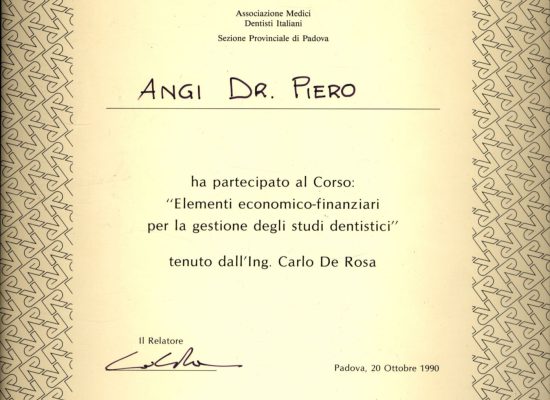 Associazione Medici
Dentisti Italiani
Sezione Provinciale di Padova
ANGI DR. PIERO
ha partecipato al Corso:
"Elementi economico-finanziari
per la gestione degli studi dentistici"
tenuto dall'Ing. Carlo De Rosa
Il Relatore
Padova, 20 Ottobre 1990